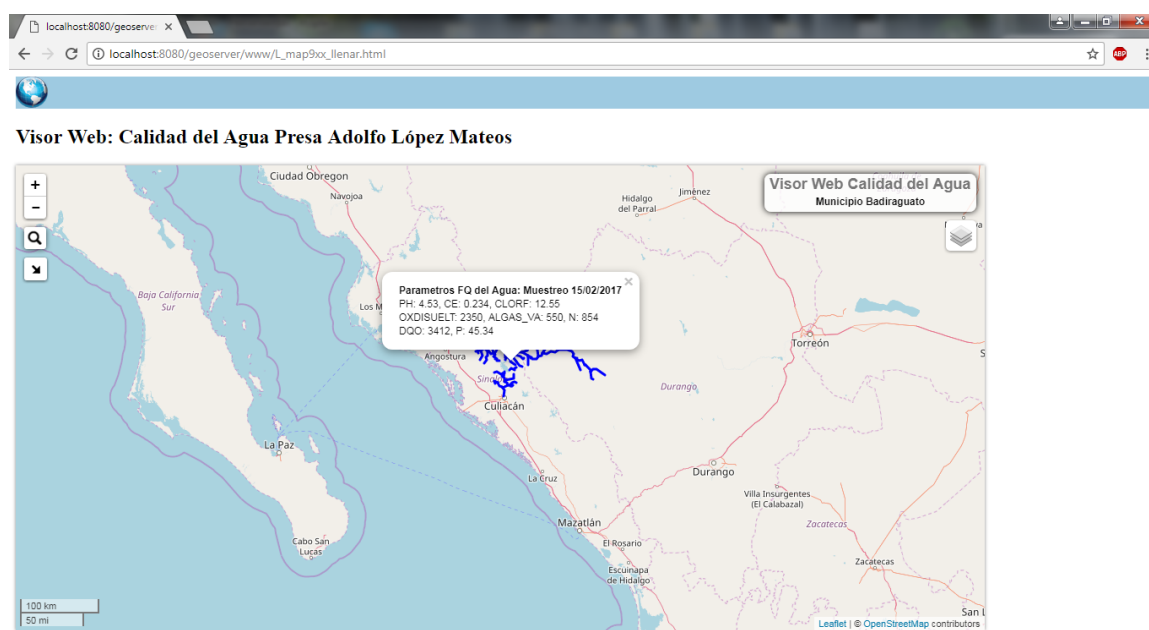 localhost:8080/geoserver
localhost:8080/geoserver/www/L_map9xx_llenar.html
ABP
Visor Web: Calidad del Agua Presa Adolfo López Mateos
+
−
Visor Web Calidad del Agua
Municipio Badiraguato
Ciudad Obregon
Navojoa
Hidalgo
del Parral
Jiménez
Baja California
Sur
Los M
Parametros FQ del Agua: Muestreo 15/02/2017
PH: 4.53, CE: 0.234, CLORF: 12.55
OXDISUELT: 2350, ALGAS_VA: 550, N: 854
DQO: 3412, P: 45.34
×
Angostura
Torreón
S
Durango
Culiacán
La Paz
La Cruz
Durango
Villa Insurgentes
(El Calabazal)
Mazatlán
Zacatecas
Cabo San
Lucas
El Rosario
Escuinapa
de Hidalgo
Zacatecas
100 km
50 mi
San L
Leaflet | © OpenStreetMap contributors